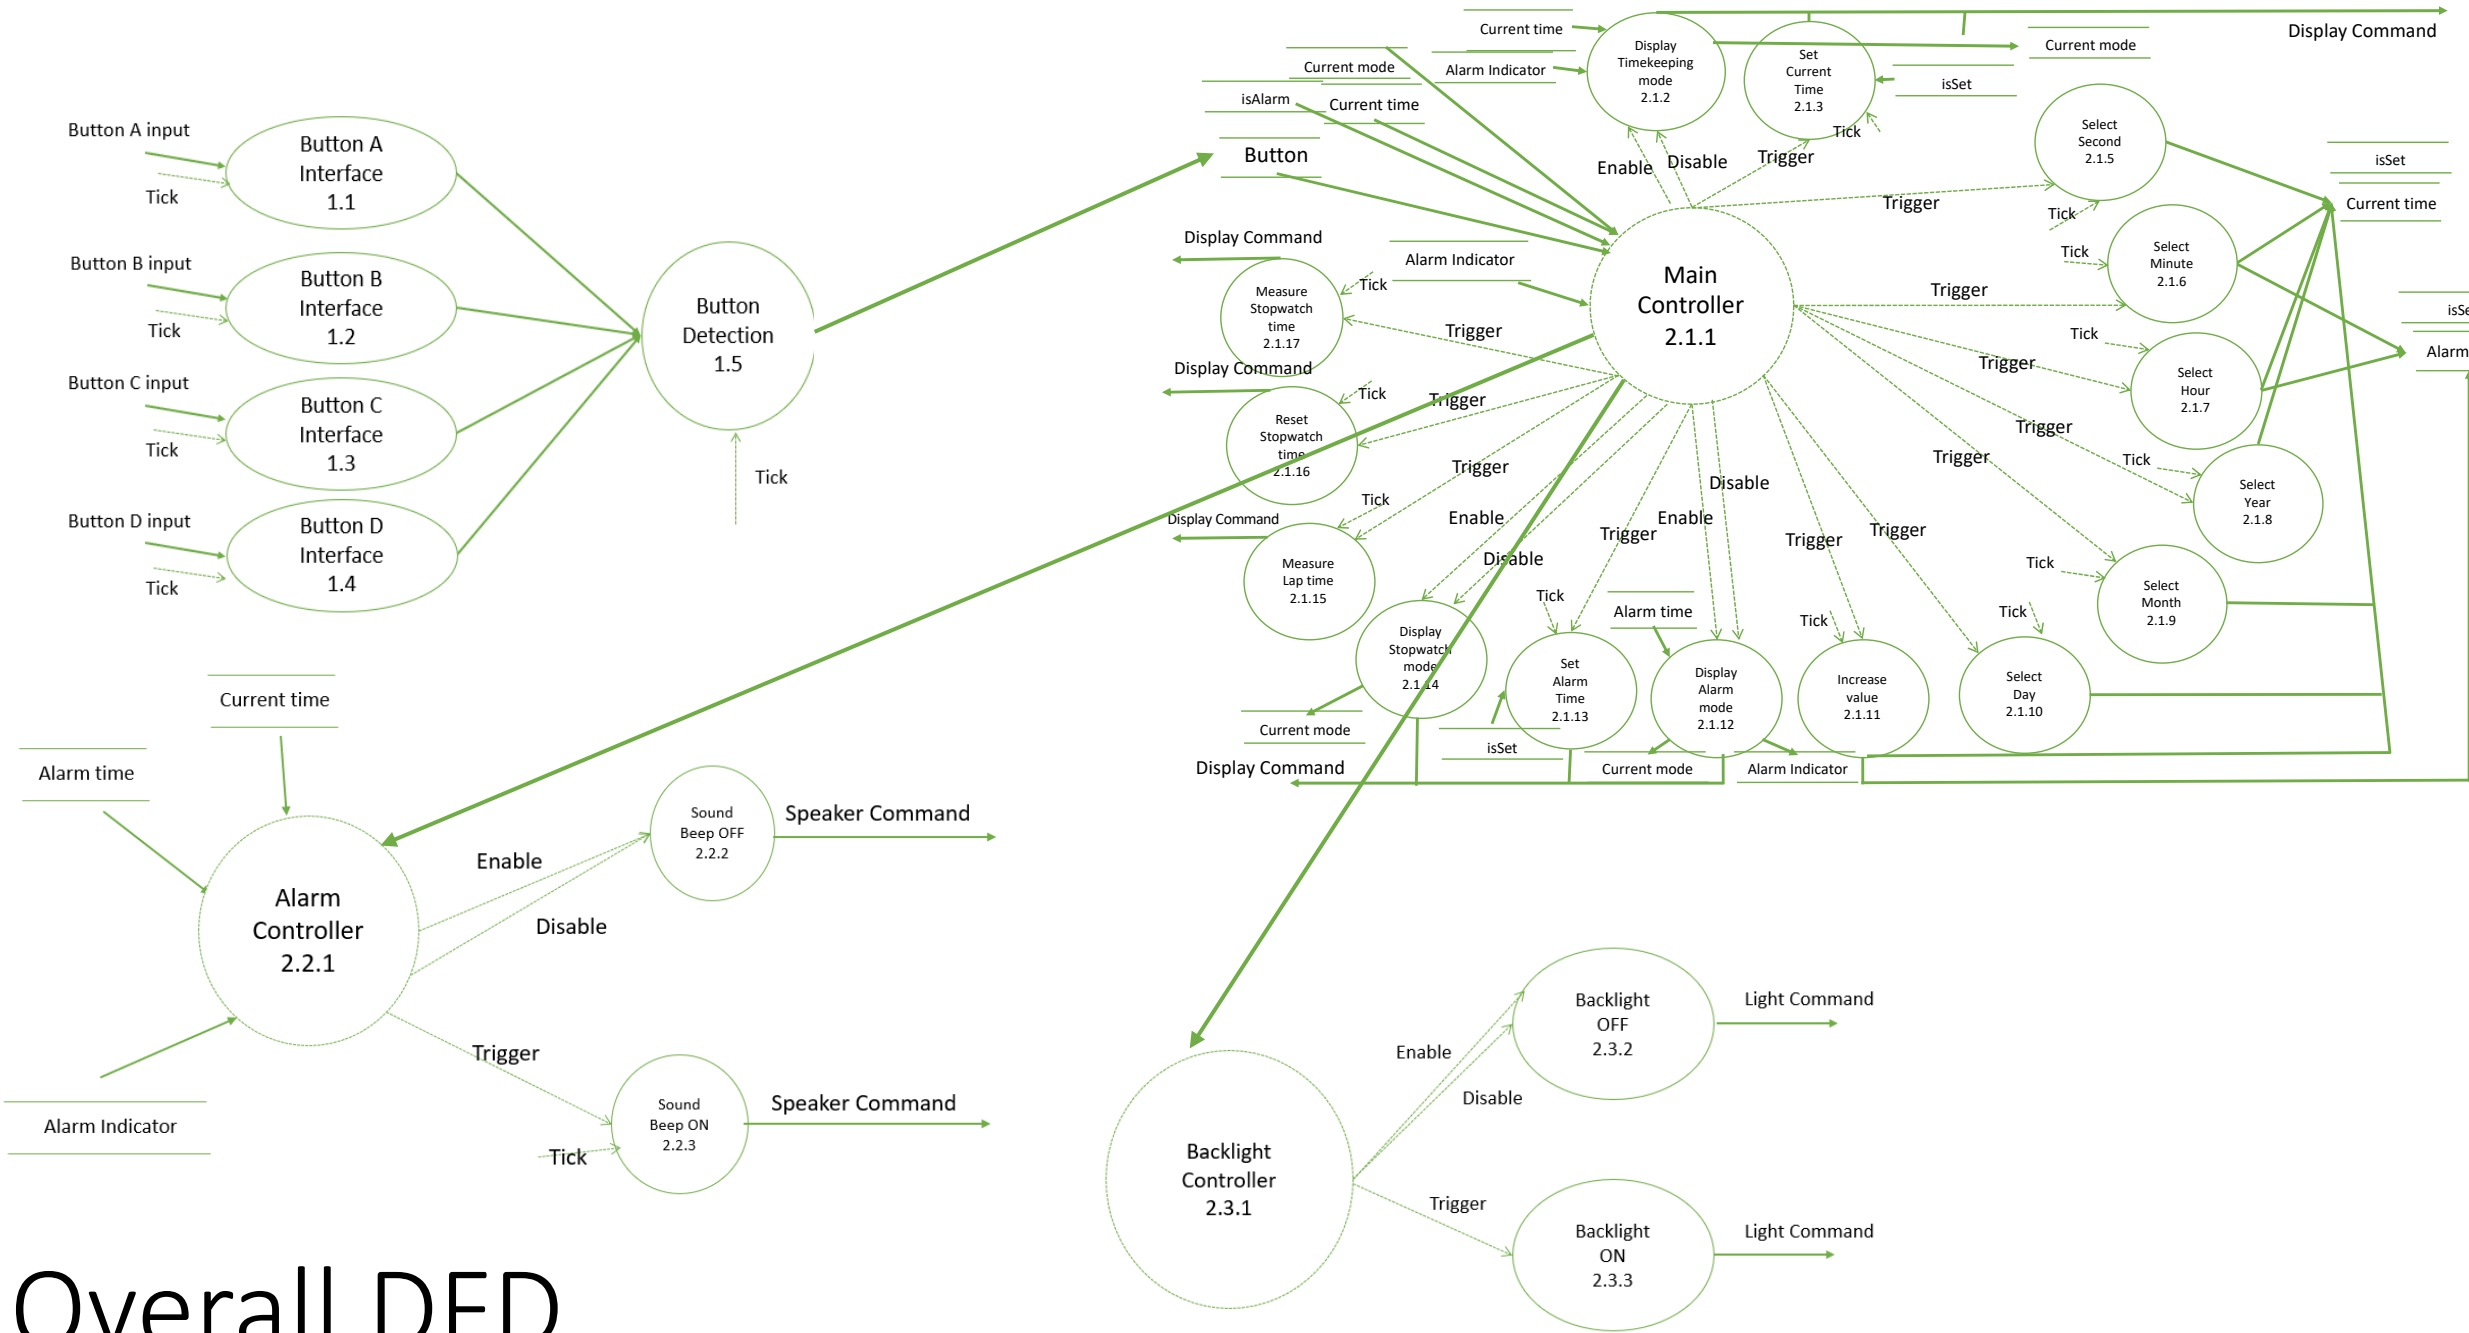 Button A input
Tick
Button A
Interface
1.1
Button B input
Tick
Button B
Interface
1.2
Button C input
Tick
Button C
Interface
1.3
Button D input
Tick
Button D
Interface
1.4
Button
Detection
1.5
Tick
Current time
Alarm Indicator
Current mode
isAlarm
Current time
Button
Display
Timekeeping
mode
2.1.2
Set
Current
Time
2.1.3
Current mode
isSet
Display Command
Tick
Enable
Disable
Trigger
Trigger
Select
Second
2.1.5
Tick
isSet
Current time
Display Command
Alarm Indicator
Main
Controller
2.1.1
Tick
Select
Minute
2.1.6
Trigger
Measure
Stopwatch
time
2.1.17
Tick
Trigger
isSe
Alarm
Tick
Select
Hour
2.1.7
Trigger
Display Command
Reset
Stopwatch
time
2.1.16
Tick
Trigger
Trigger
Tick
Select
Year
2.1.8
Trigger
Trigger
Display Command
Measure
Lap time
2.1.15
Tick
Enable
Disable
Trigger
Enable
Disable
Trigger
Trigger
Tick
Select
Month
2.1.9
Display
Stopwatch
mode
2.1.14
Tick
Set
Alarm
Time
2.1.13
Alarm time
Display
Alarm
mode
2.1.12
Tick
Increase
value
2.1.11
Tick
Select
Day
2.1.10
Current mode
isSet
Current mode
Alarm Indicator
Display Command
Current time
Alarm time
Alarm
Controller
2.2.1
Alarm Indicator
Enable
Disable
Sound
Beep OFF
2.2.2
Speaker Command
Trigger
Tick
Sound
Beep ON
2.2.3
Speaker Command
Backlight
Controller
2.3.1
Enable
Disable
Backlight
OFF
2.3.2
Light Command
Trigger
Backlight
ON
2.3.3
Light Command
Overall DFD